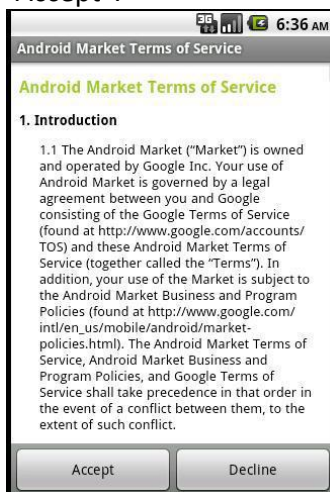 6:36 AM
Android Market Terms of Service
Android Market Terms of Service
1. Introduction
1.1 The Android Market (“Market”) is owned
and operated by Google Inc. Your use of
Android Market is governed by a legal
agreement between you and Google
consisting of the Google Terms of Service
(found at http://www.google.com/accounts/
TOS) and these Android Market Terms of
Service (together called the “Terms”). In
addition, your use of the Market is subject to
the Android Market Business and Program
Policies (found at http://www.google.com/
intl/en_us/mobile/android/market-
policies.html). The Android Market Terms of
Service, Android Market Business and
Program Policies, and Google Terms of
Service shall take precedence in that order in
the event of a conflict between them, to the
extent of such conflict.
Accept Decline